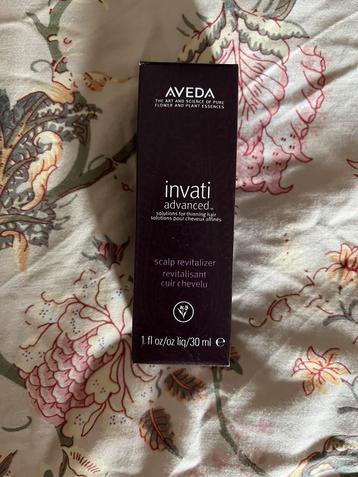 AVEDA
THE ART AND SCIENCE OF PURE
FLOWER AND PLANT ESSENCES
invati
advanced™
solutions for thinning hair
solutions pour cheveux affinés
scalp revitalizer
revitalisant
cuir chevelu
1 fl oz/oz liq/30 ml ℮